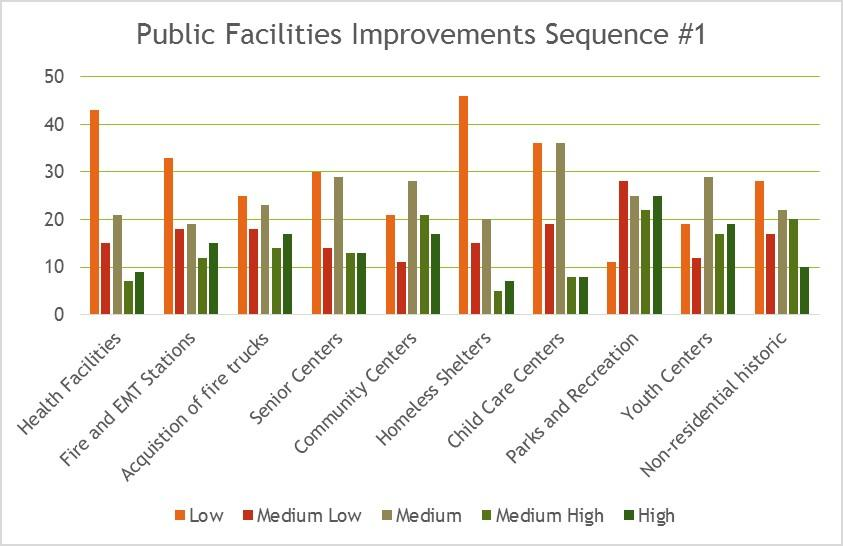 Public Facilities Improvements Sequence #1
50
40
30
20
10
0
Health Facilities
Fire and EMT Stations
Acquistion of fire trucks
Senior Centers
Community Centers
Homeless Shelters
Child Care Centers
Parks and Recreation
Youth Centers
Non-residential historic
Low Medium Low Medium Medium High High